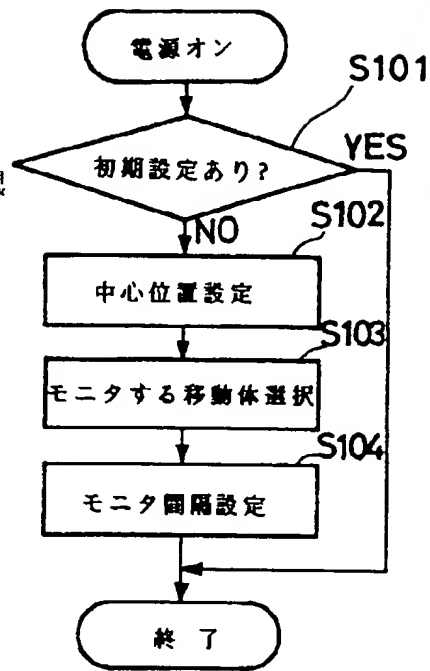 電源オン
S101
初期設定あり?
YES
NO
S102
中心位置設定
S103
モニタする移動体選択
S104
モニタ間隔設定
終了